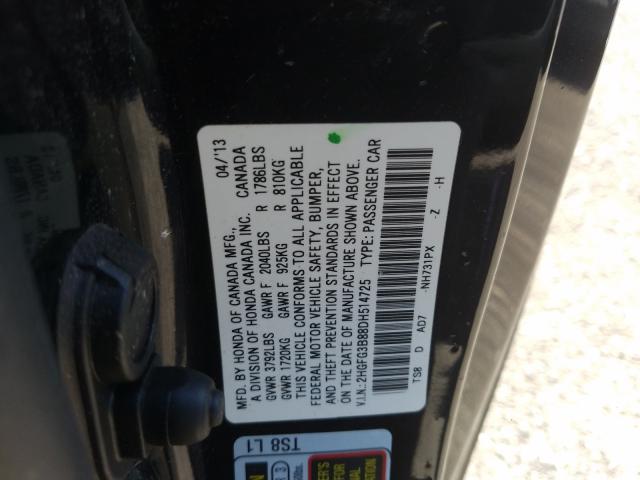 MFD. BY HONDA OF CANADA MFG., 04/'13
A DIVISION OF HONDA CANADA INC. CANADA
GVWR 3792LBS GAWR F 2040LBS R 1786LBS
GVWR 1720KG GAWR F 925KG R 810KG
THIS VEHICLE CONFORMS TO ALL APPLICABLE
FEDERAL MOTOR VEHICLE SAFETY, BUMPER,
AND THEFT PREVENTION STANDARDS IN EFFECT
ON THE DATE OF MANUFACTURE SHOWN ABOVE.
V.I.N.: 2HGFG3B88DH514725 TYPE: PASSENGER CAR
TS8 D AD7 -NH731PX -Z -H
TS8 L1